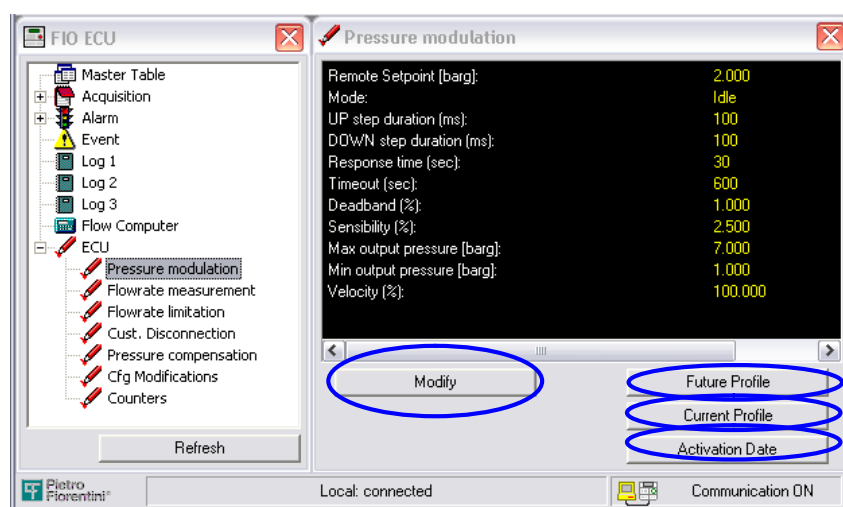 FIO ECU
Master Table
Acquisition
Alarm
Event
Log 1
Log 2
Log 3
Flow Computer
ECU
Pressure modulation
Flowrate measurement
Flowrate limitation
Cust. Disconnection
Pressure compensation
Cfg Modifications
Counters
Refresh
Pressure modulation
Remote Setpoint [barg]: 2.000
Mode: Idle
UP step duration (ms): 100
DOWN step duration (ms): 100
Response time (sec): 30
Timeout (sec): 600
Deadband (%): 1.000
Sensibility (%): 2.500
Max output pressure [barg]: 7.000
Min output pressure [barg]: 1.000
Velocity (%): 100.000
Modify
Future Profile
Current Profile
Activation Date
Pietro
Fiorentini®
Local: connected
Communication ON